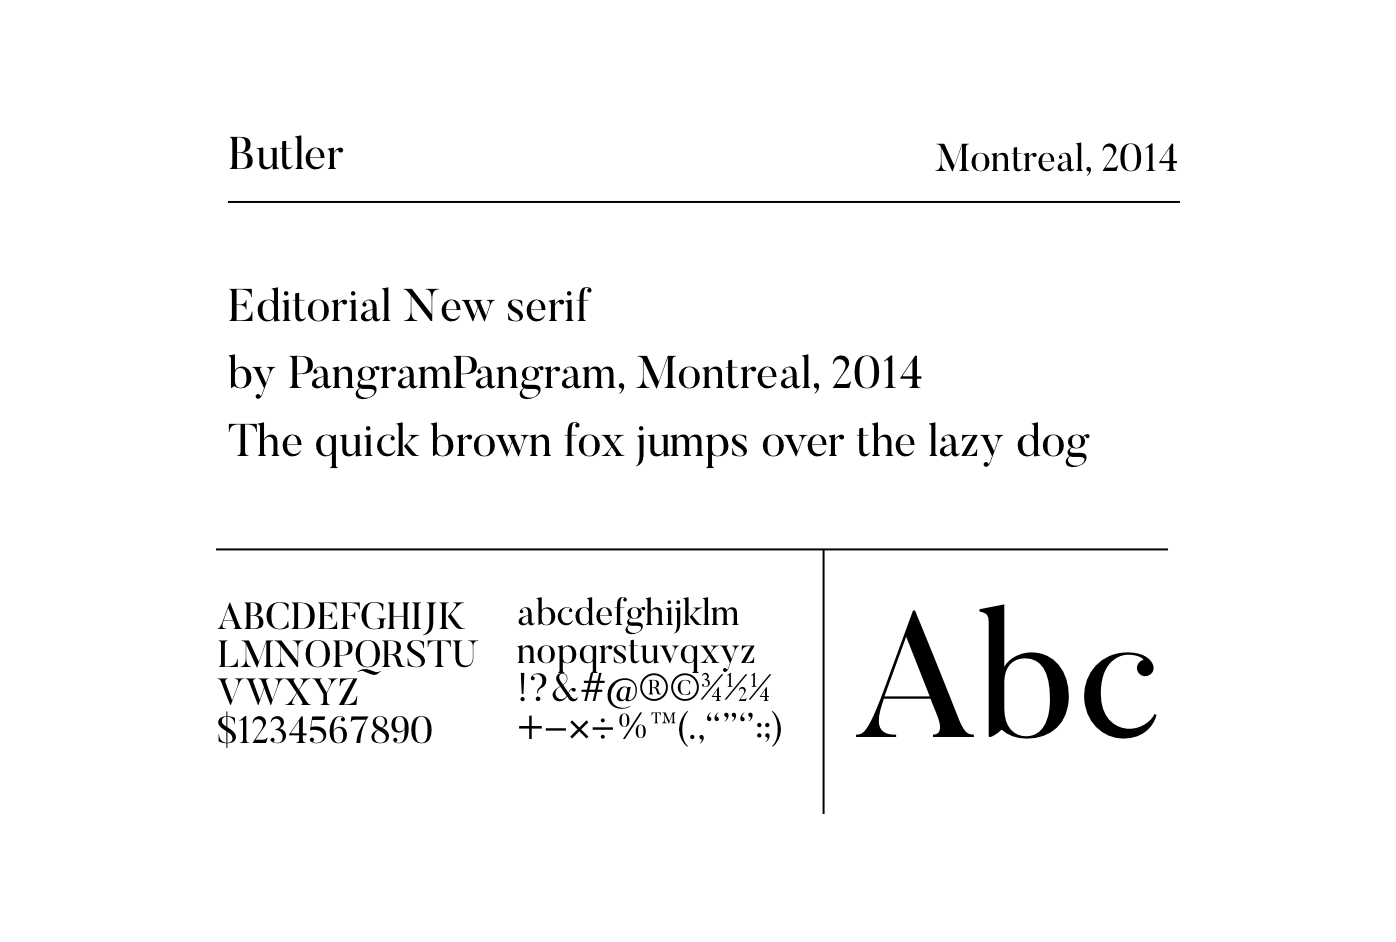 Butler
Montreal, 2014
Editorial New serif
by PangramPangram, Montreal, 2014
The quick brown fox jumps over the lazy dog
ABCDEFGHIJK
LMNOPQRSTU
VWXYZ
$1234567890
abcdefghijklm
nopqrstuvqxyz
!?&#@®©¾½¼
+−×÷%™(.,“”‘’:;)
Abc